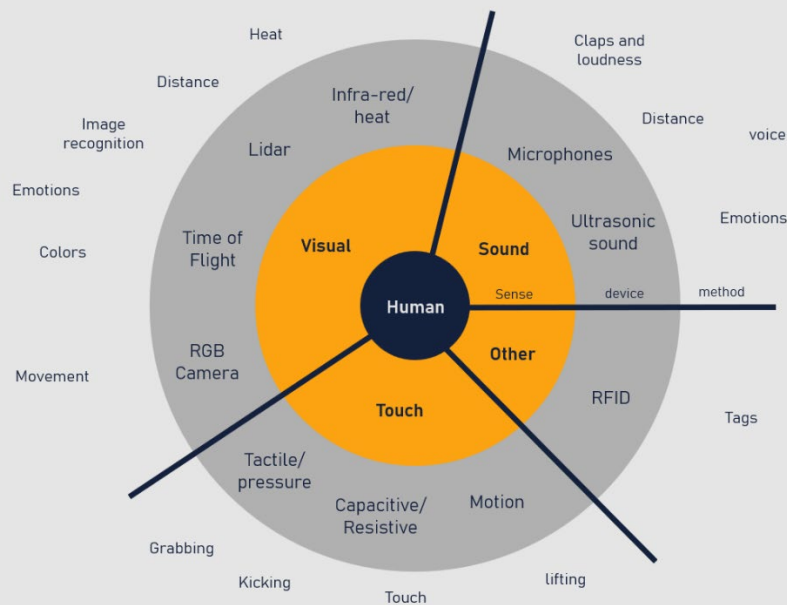 Heat
Claps and
loudness
Distance
Infra-red/
heat
Distance
voice
Image
recognition
Lidar
Microphones
Emotions
Emotions
Ultrasonic
sound
Colors
Time of
Flight
Visual
Sound
Sense
device
method
Human
Other
Movement
RGB
Camera
Touch
RFID
Tags
Tactile/
pressure
Capacitive/
Resistive
Motion
Grabbing
Kicking
Touch
lifting